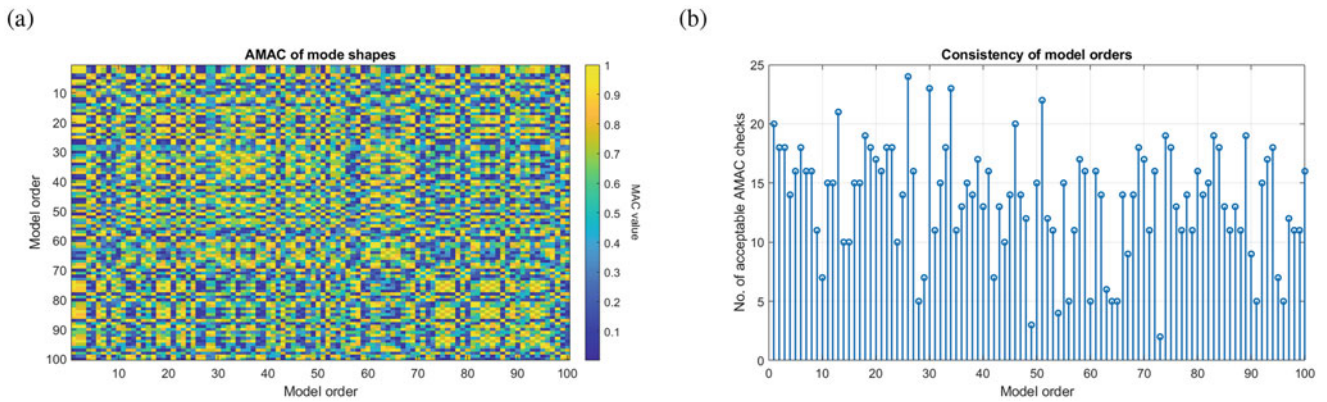 (a)
(b)
AMAC of mode shapes
10
20
30
40
50
60
70
80
90
100
Model order
10 20 30 40 50 60 70 80 90 100
Model order
1
0.9
0.8
0.7
0.6
0.5
0.4
0.3
0.2
0.1
MAC value
Consistency of model orders
25
20
15
10
5
0
No. of acceptable AMAC checks
0 10 20 30 40 50 60 70 80 90 100
Model order